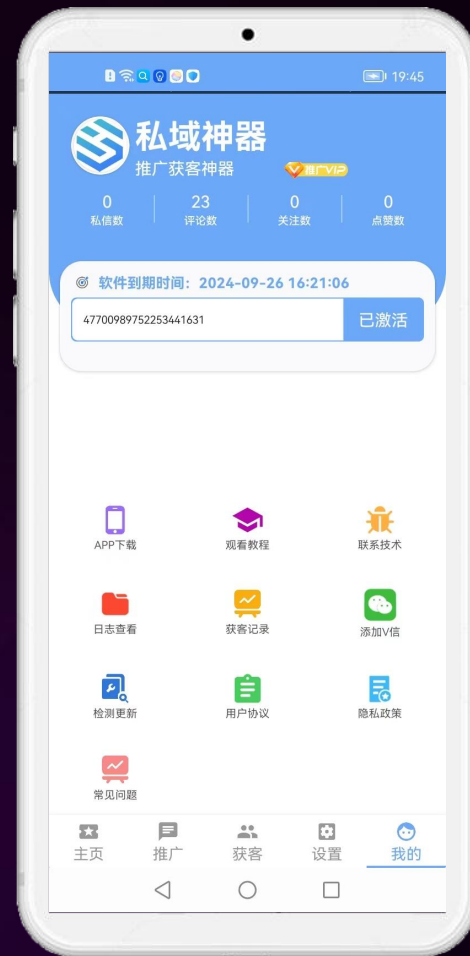 19:45
私域神器
推广获客神器
推广VIP
0 23 0 0
私信数 评论数 关注数 点赞数
软件到期时间：2024-09-26 16:21:06
47700989752253441631 已激活
APP下载 观看教程 联系技术
日志查看 获客记录 添加V信
检测更新 用户协议 隐私政策
常见问题
主页 推广 获客 设置 我的